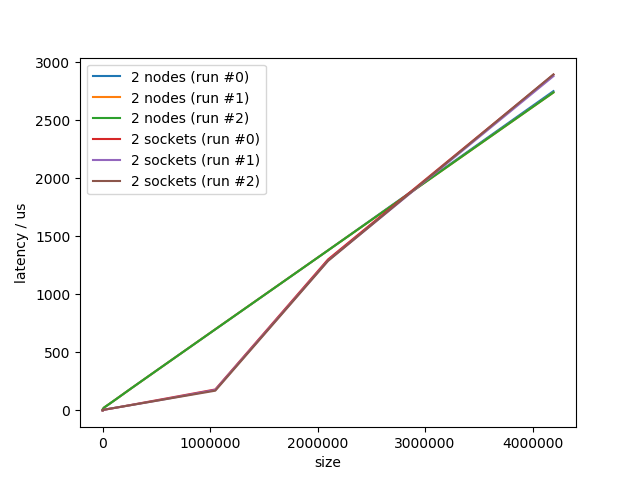 3000
2500
2000
1500
1000
500
0
latency / us
2 nodes (run #0)
2 nodes (run #1)
2 nodes (run #2)
2 sockets (run #0)
2 sockets (run #1)
2 sockets (run #2)
0 1000000 2000000 3000000 4000000
size